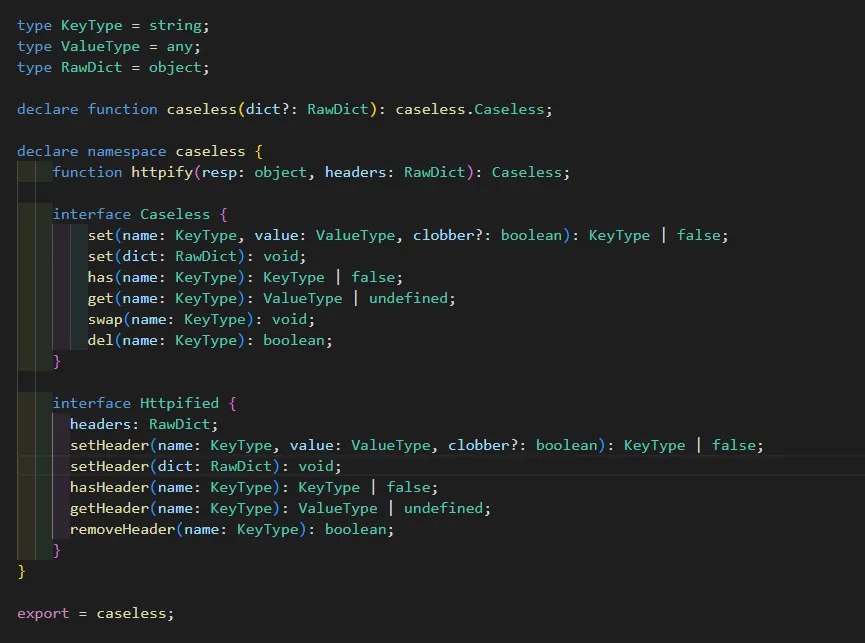 type KeyType = string;
type ValueType = any;
type RawDict = object;
declare function caseless(dict?: RawDict): caseless.Caseless;
declare namespace caseless {
function httpify(resp: object, headers: RawDict): Caseless;
interface Caseless {
set(name: KeyType, value: ValueType, clobber?: boolean): KeyType | false;
set(dict: RawDict): void;
has(name: KeyType): KeyType | false;
get(name: KeyType): ValueType | undefined;
swap(name: KeyType): void;
del(name: KeyType): boolean;
}
interface Httpified {
headers: RawDict;
setHeader(name: KeyType, value: ValueType, clobber?: boolean): KeyType | false;
setHeader(dict: RawDict): void;
hasHeader(name: KeyType): KeyType | false;
getHeader(name: KeyType): ValueType | undefined;
removeHeader(name: KeyType): boolean;
}
}
export = caseless;